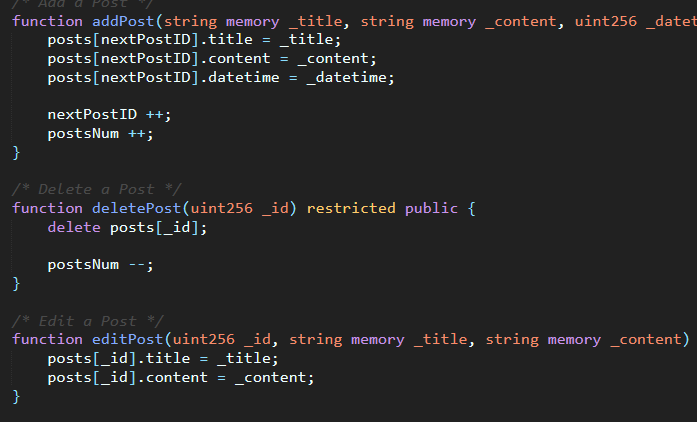 /* Add a Post */
function addPost(string memory _title, string memory _content, uint256 _datet
posts[nextPostID].title = _title;
posts[nextPostID].content = _content;
posts[nextPostID].datetime = _datetime;
nextPostID ++;
postsNum ++;
}
/* Delete a Post */
function deletePost(uint256 _id) restricted public {
delete posts[_id];
postsNum --;
}
/* Edit a Post */
function editPost(uint256 _id, string memory _title, string memory _content)
posts[_id].title = _title;
posts[_id].content = _content;
}